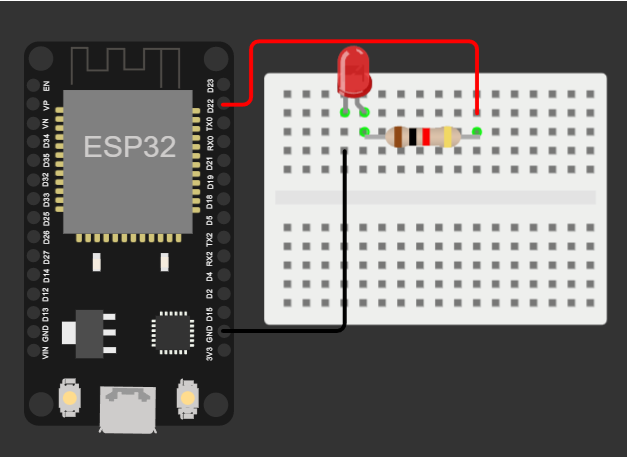 EN
VP
VN
D34
D35
D32
D33
D25
D26
D27
D14
D12
D13
GND
VIN
ESP32
D23
D22
TX0
RX0
D21
D19
D18
D5
TX2
RX2
D4
D2
D15
GND
3V3